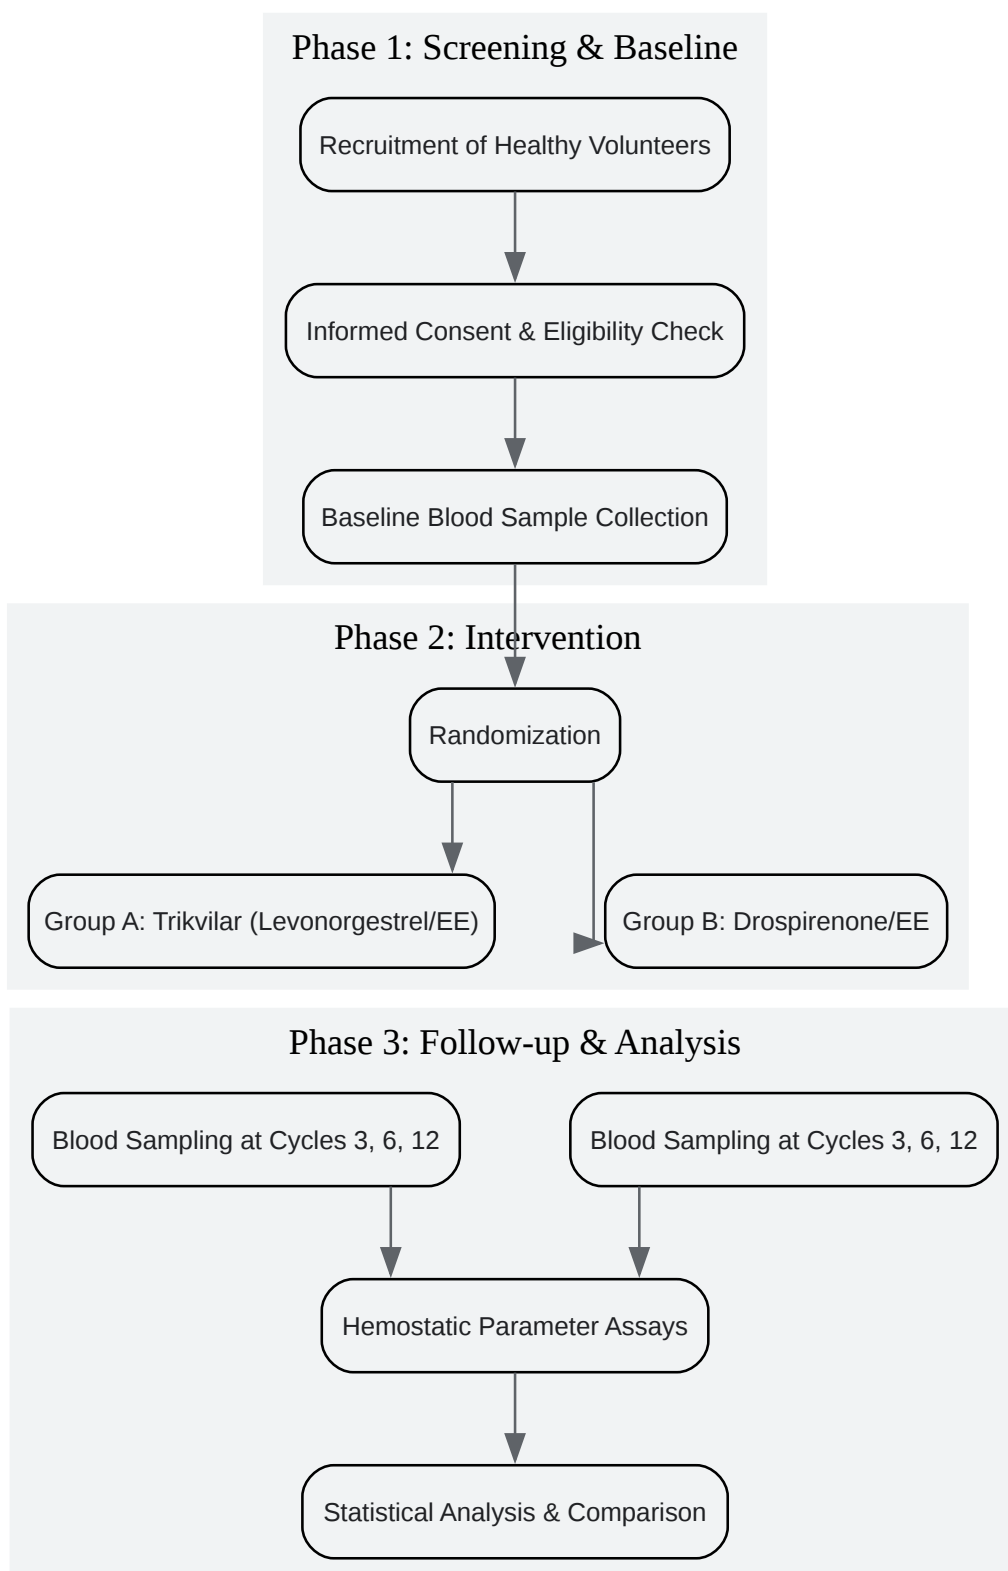 Phase 1: Screening & Baseline
Recruitment of Healthy Volunteers
Informed Consent & Eligibility Check
Baseline Blood Sample Collection
Phase 2: Intervention
Randomization
Group A: Trikvilar (Levonorgestrel/EE)
Group B: Drospirenone/EE
Phase 3: Follow-up & Analysis
Blood Sampling at Cycles 3, 6, 12
Blood Sampling at Cycles 3, 6, 12
Hemostatic Parameter Assays
Statistical Analysis & Comparison